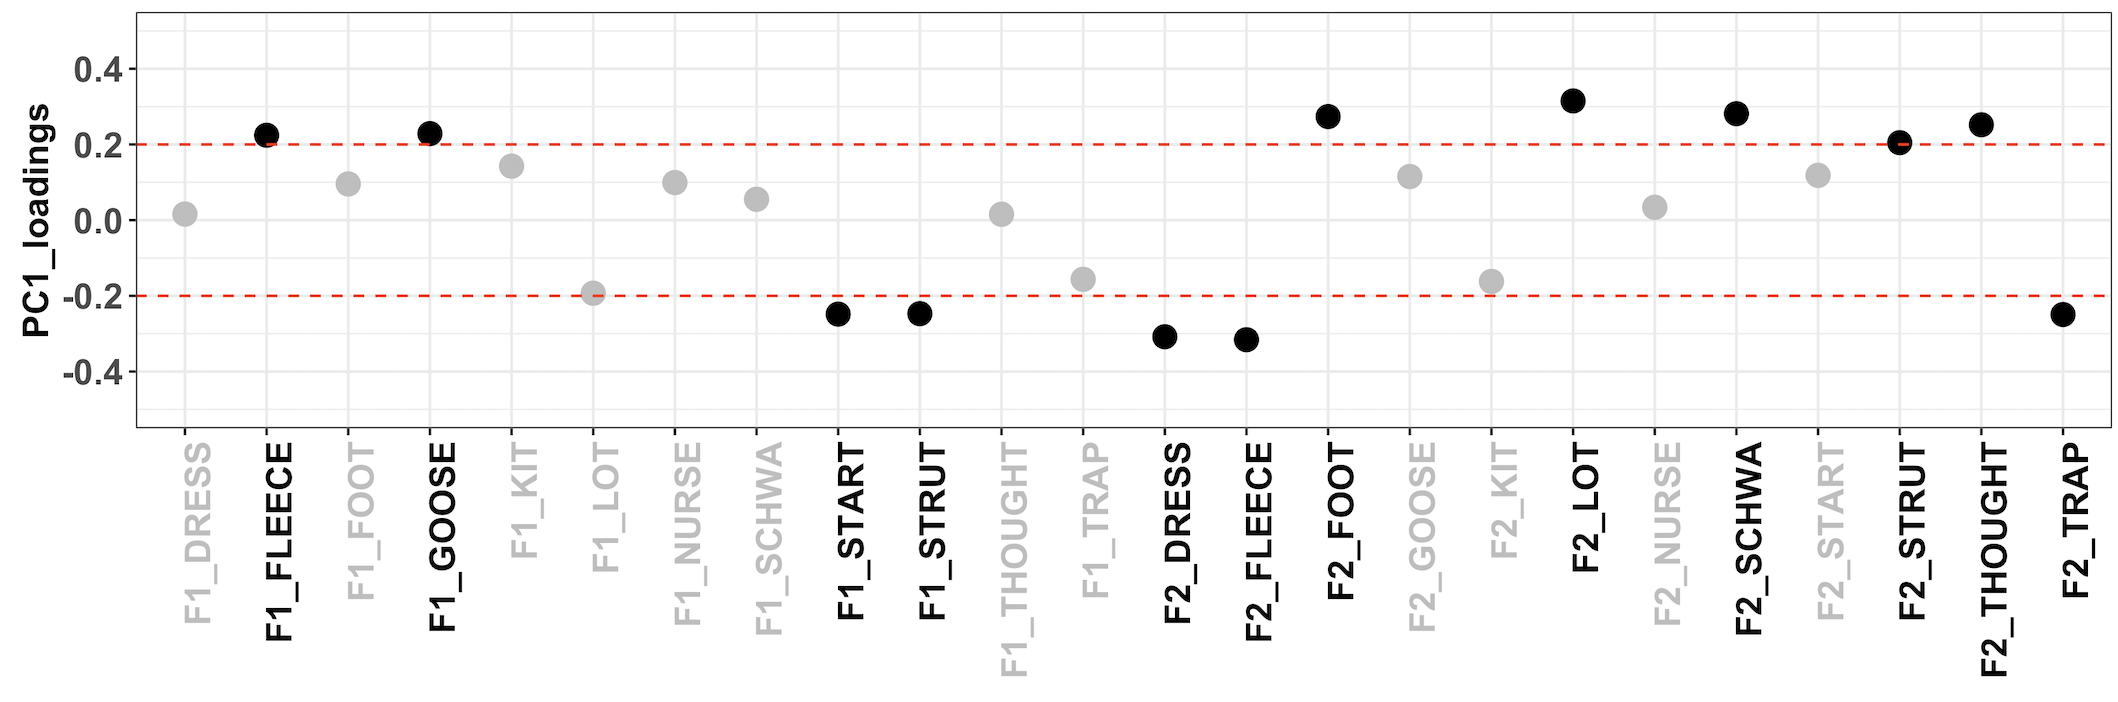 PC1_loadings
0.4
0.2
0.0
-0.2
-0.4
F1_DRESS
F1_FLEECE
F1_FOOT
F1_GOOSE
F1_KIT
F1_LOT
F1_NURSE
F1_SCHWA
F1_START
F1_STRUT
F1_THOUGHT
F1_TRAP
F2_DRESS
F2_FLEECE
F2_FOOT
F2_GOOSE
F2_KIT
F2_LOT
F2_NURSE
F2_SCHWA
F2_START
F2_STRUT
F2_THOUGHT
F2_TRAP